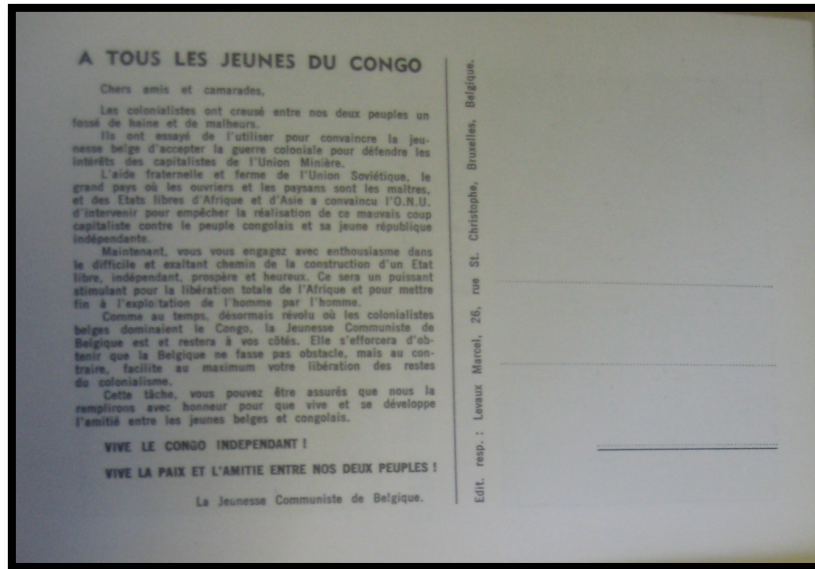 A TOUS LES JEUNES DU CONGO
Chers amis et camarades,
Les colonialistes ont creusé entre nos deux peuples un
fossé de haine et de malheurs.
Ils ont essayé de l'utiliser pour convaincre la jeu-
nesse belge d'accepter la guerre coloniale pour défendre les
intérêts des capitalistes de l'Union Minière.
L'aide fraternelle et ferme de l'Union Soviétique, le
grand pays où les ouvriers et les paysans sont les maîtres,
et des Etats libres d'Afrique et d'Asie a convaincu l'O.N.U.
d'intervenir pour empêcher la réalisation de ce mauvais coup
capitaliste contre le peuple congolais et sa jeune république
indépendante.
Maintenant, vous vous engagez avec enthousiasme dans
le difficile et exaltant chemin de la construction d'un Etat
libre, indépendant, prospère et heureux. Ce sera un puissant
stimulant pour la libération totale de l'Afrique et pour mettre
fin à l'exploitation de l'homme par l'homme.
Comme au temps, désormais révolu où les colonialistes
belges dominaient le Congo, la Jeunesse Communiste de
Belgique est et restera à vos côtés. Elle s'efforcera d'ob-
tenir que la Belgique ne fasse pas obstacle, mais au con-
traire, facilite au maximum votre libération des restes
du colonialisme.
Cette tâche, vous pouvez être assurés que nous la
remplirons avec honneur pour que vive et se développe
l'amitié entre les jeunes belges et congolais.
VIVE LE CONGO INDEPENDANT !
VIVE LA PAIX ET L'AMITIE ENTRE NOS DEUX PEUPLES !
La Jeunesse Communiste de Belgique.
Edit. resp. : Levaux Marcel, 26, rue St. Christophe, Bruxelles, Belgique.